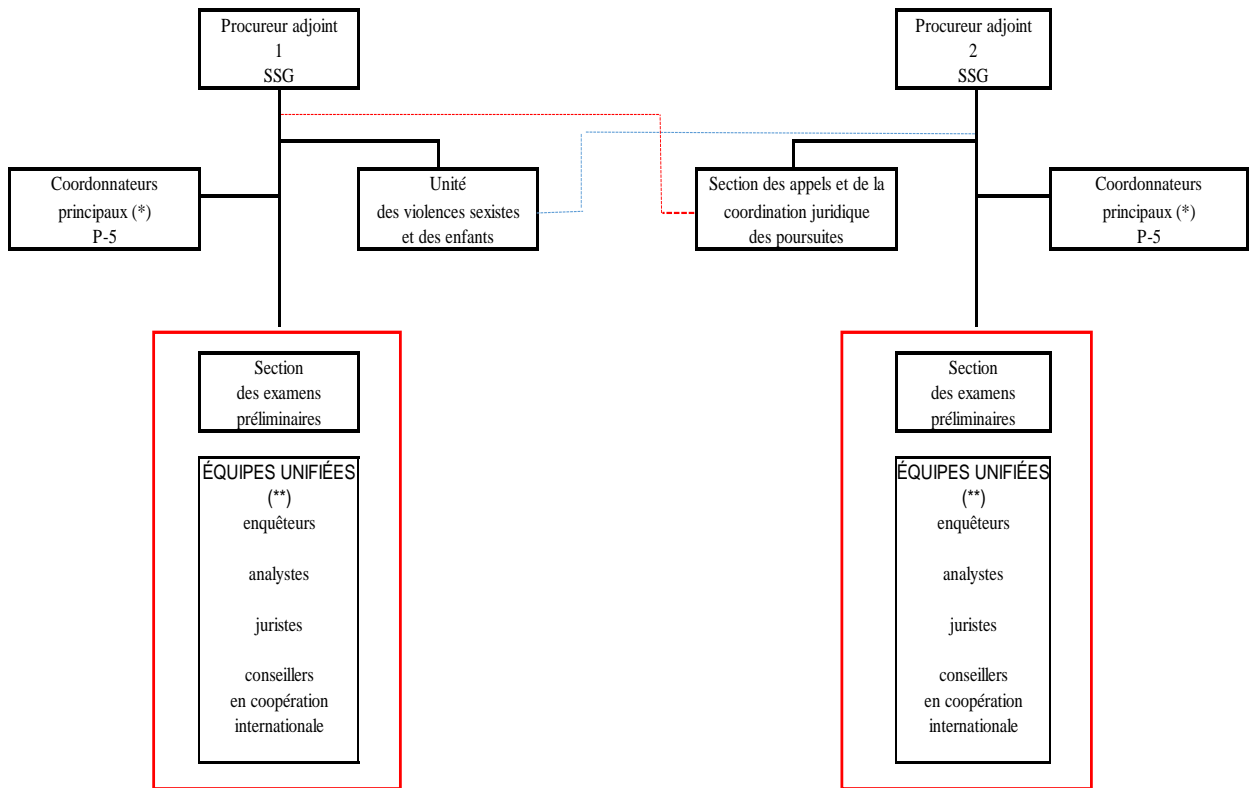 Procureur adjoint
1
SSG
Procureur adjoint
2
SSG
Coordonnateurs
principaux (*)
P-5
Unité
des violences sexistes
et des enfants
Section des appels et de la
coordination juridique
des poursuites
Coordonnateurs
principaux (*)
P-5
Section
des examens
préliminaires
ÉQUIPES UNIFIÉES
(**)
enquêteurs
analystes
juristes
conseillers
en coopération
internationale
Section
des examens
préliminaires
ÉQUIPES UNIFIÉES
(**)
enquêteurs
analystes
juristes
conseillers
en coopération
internationale